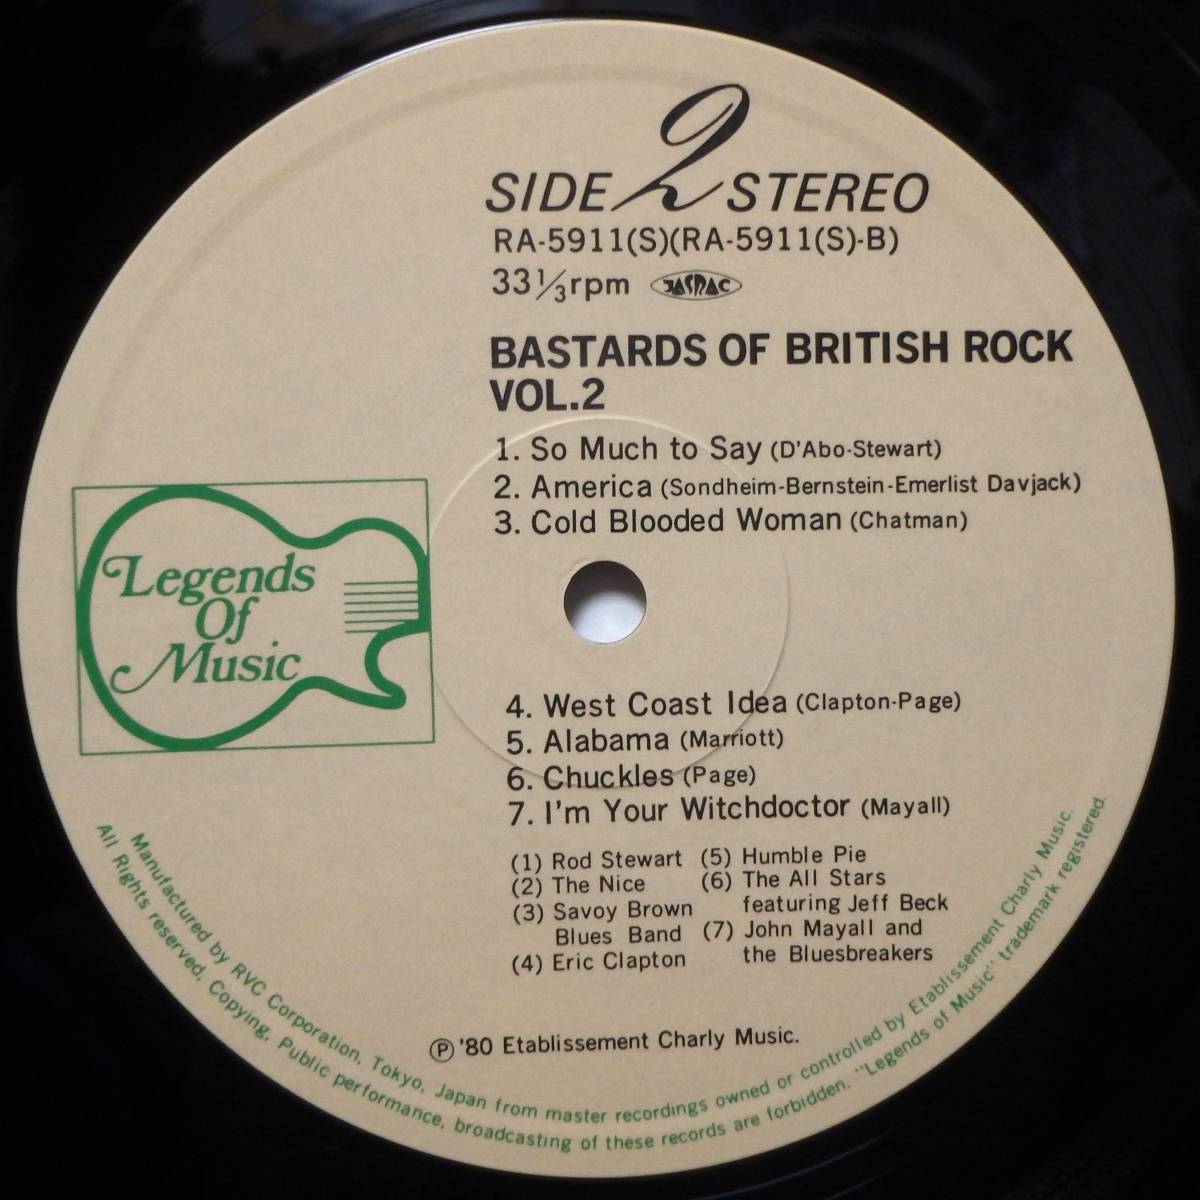 SIDE 2 STEREO
RA-5911(S)(RA-5911(S)-B)
33 1/3 rpm JASRAC
BASTARDS OF BRITISH ROCK
VOL.2
1. So Much to Say (D'Abo-Stewart)
2. America (Sondheim-Bernstein-Emerlist Davjack)
3. Cold Blooded Woman (Chatman)
Legends
Of
Music
4. West Coast Idea (Clapton-Page)
5. Alabama (Marriott)
6. Chuckles (Page)
7. I'm Your Witchdoctor (Mayall)
(1) Rod Stewart (5) Humble Pie
(2) The Nice (6) The All Stars
(3) Savoy Brown featuring Jeff Beck
Blues Band (7) John Mayall and
(4) Eric Clapton the Bluesbreakers
Ⓟ'80 Etablissement Charly Music.
Manufactured by RVC Corporation, Tokyo, Japan from master recordings owned or controlled by Etablissement Charly Music.
All Rights reserved, Copying, Public performance, broadcasting of these records are forbidden. "Legends of Music" trademark registered.